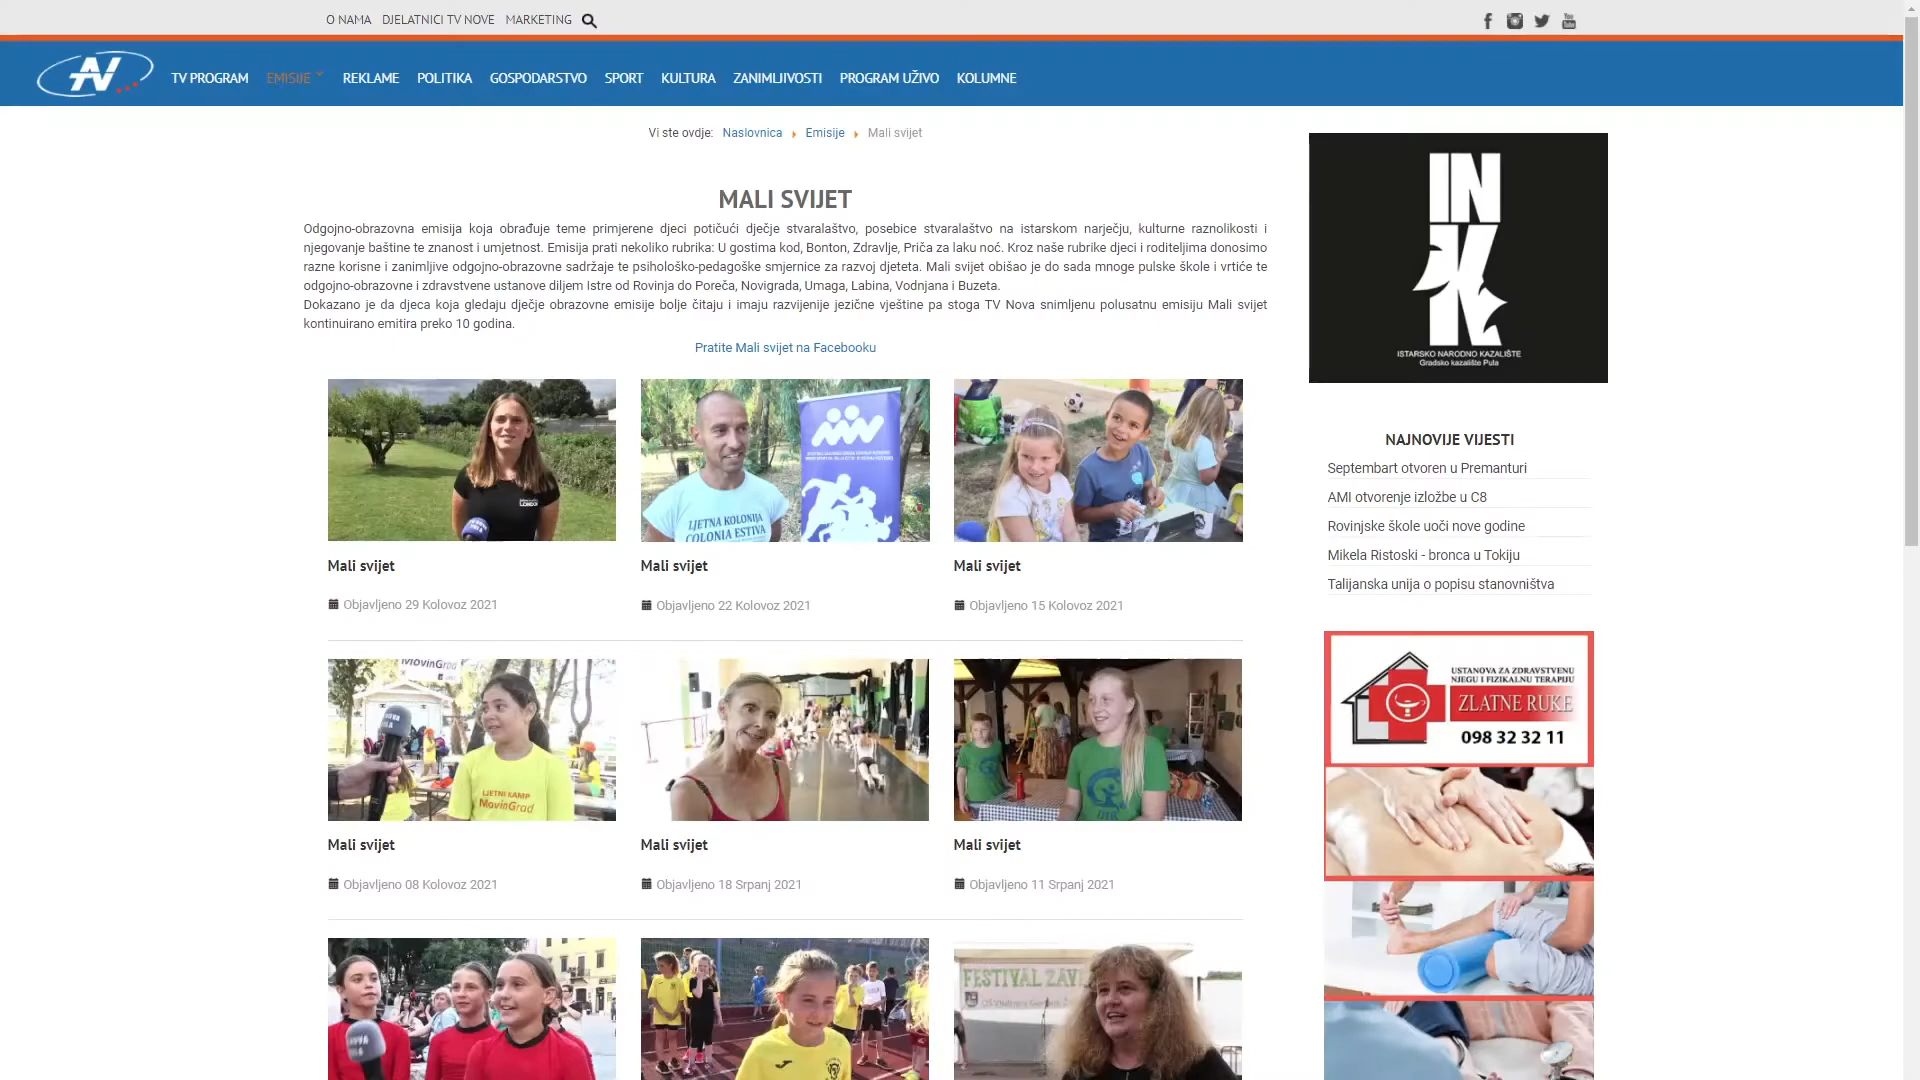 O NAMA DJELATNICI TV NOVE MARKETING
TV PROGRAM EMISIJE REKLAME POLITIKA GOSPODARSTVO SPORT KULTURA ZANIMLJIVOSTI PROGRAM UŽIVO KOLUMNE
Vi ste ovdje: Naslovnica Emisije Mali svijet
MALI SVIJET
Odgojno-obrazovna emisija koja obrađuje teme primjerene djeci potičući dječje stvaralaštvo, posebice stvaralaštvo na istarskom narječju, kulturne raznolikosti i
njegovanje baštine te znanost i umjetnost. Emisija prati nekoliko rubrika: U gostima kod, Bonton, Zdravlje, Priča za laku noć. Kroz naše rubrike djeci i roditeljima donosimo
razne korisne i zanimljive odgojno-obrazovne sadržaje te psihološko-pedagoške smjernice za razvoj djeteta. Mali svijet obišao je do sada mnoge pulske škole i vrtiće te
odgojno-obrazovne i zdravstvene ustanove diljem Istre od Rovinja do Poreča, Novigrada, Umaga, Labina, Vodnjana i Buzeta.
Dokazano je da djeca koja gledaju dječje obrazovne emisije bolje čitaju i imaju razvijenije jezične vještine pa stoga TV Nova snimljenu polusatnu emisiju Mali svijet
kontinuirano emitira preko 10 godina.
Pratite Mali svijet na Facebooku
LONDON
LJETNA KOLONIJA
COLONIA ESTIVA
Mali svijet
Mali svijet
Mali svijet
Objavljeno 29 Kolovoz 2021
Objavljeno 22 Kolovoz 2021
Objavljeno 15 Kolovoz 2021
MovinGrad
NOVA
LJETNI KAMP
MovinGrad
Mali svijet
Mali svijet
Mali svijet
Objavljeno 08 Kolovoz 2021
Objavljeno 18 Srpanj 2021
Objavljeno 11 Srpanj 2021
NOVA
FESTIVAL ZAV
IN
K
ISTARSKO NARODNO KAZALIŠTE
Gradsko kazalište Pula
NAJNOVIJE VIJESTI
Septembart otvoren u Premanturi
AMI otvorenje izložbe u C8
Rovinjske škole uoči nove godine
Mikela Ristoski - bronca u Tokiju
Talijanska unija o popisu stanovništva
USTANOVA ZA ZDRAVSTVENU
NJEGU I FIZIKALNU TERAPIJU
ZLATNE RUKE
098 32 32 11